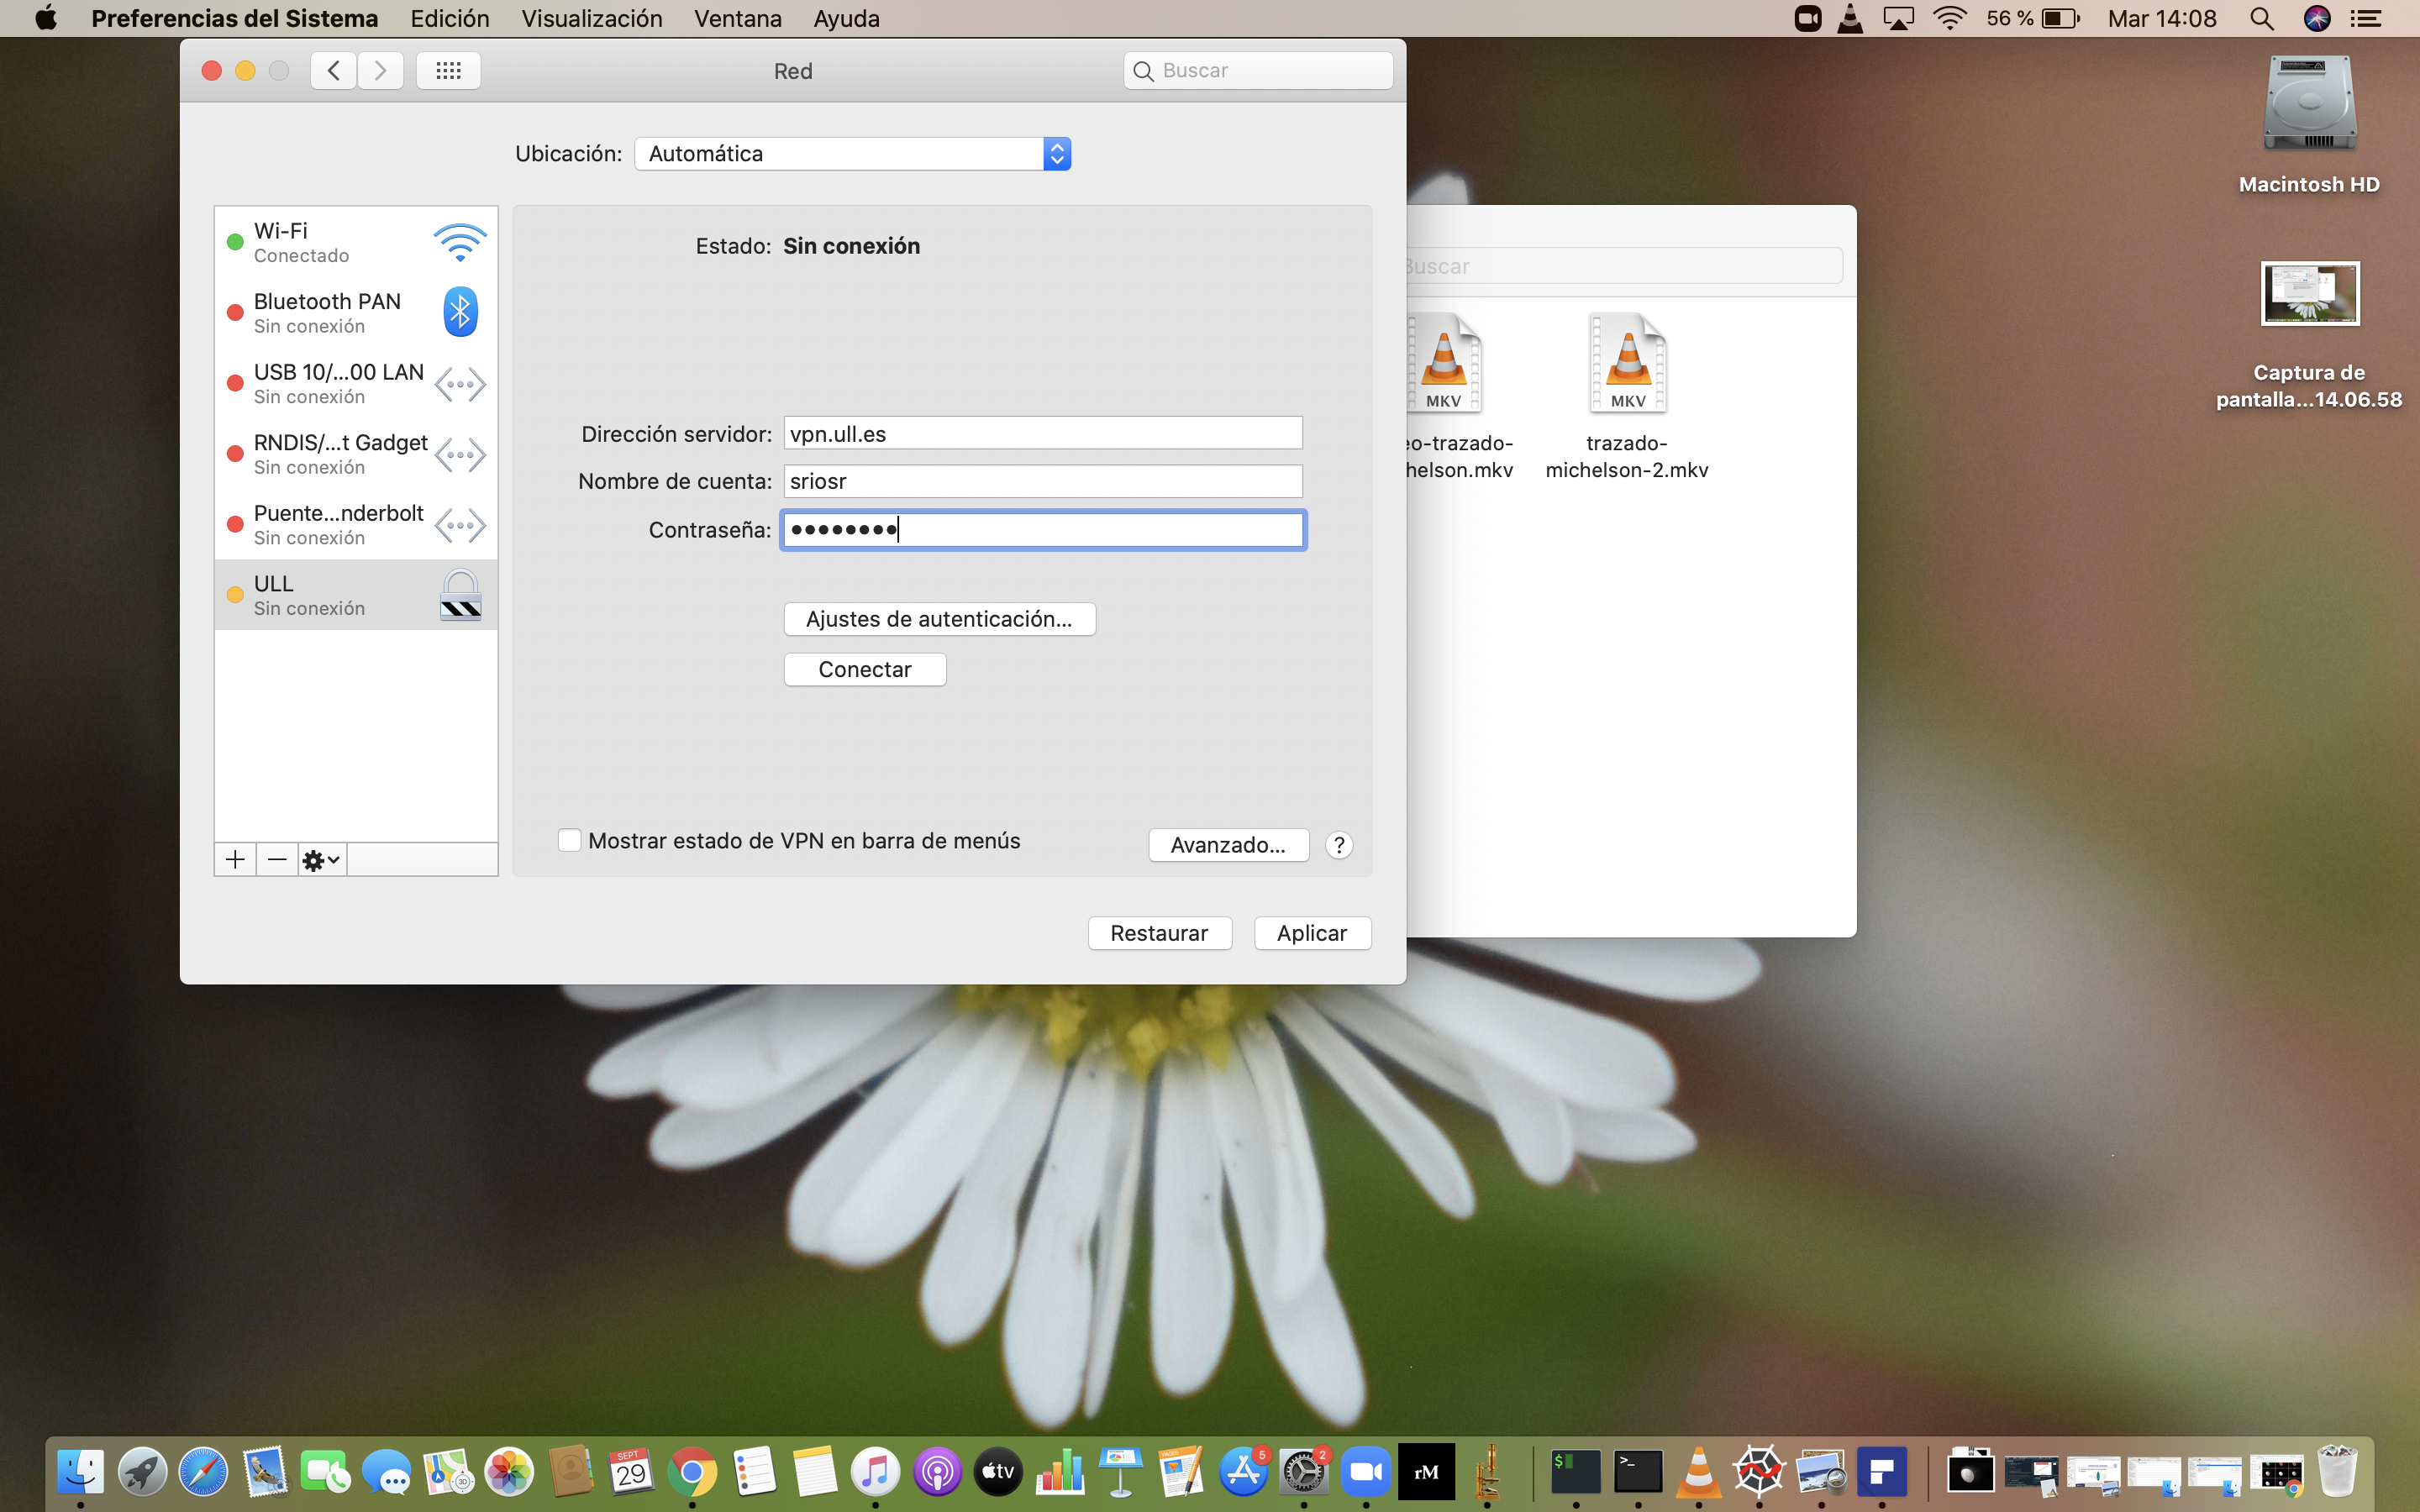 Preferencias del Sistema Edición Visualización Ventana Ayuda 56 % Mar 14:08
Red
Buscar
Ubicación: Automática
Wi-Fi
Conectado
Bluetooth PAN
Sin conexión
USB 10/...00 LAN
Sin conexión
RNDIS/...t Gadget
Sin conexión
Puente...nderbolt
Sin conexión
ULL
Sin conexión
Estado: Sin conexión
Dirección servidor: vpn.ull.es
Nombre de cuenta: sriosr
Contraseña: ••••••••
Ajustes de autenticación...
Conectar
Mostrar estado de VPN en barra de menús
Avanzado... ?
Restaurar Aplicar
Buscar
MKV
eo-trazado-
helson.mkv
MKV
trazado-
michelson-2.mkv
Macintosh HD
Captura de
pantalla...14.06.58
SEPT
29
3D
tv
PAGES
5
2
rM
$
>_